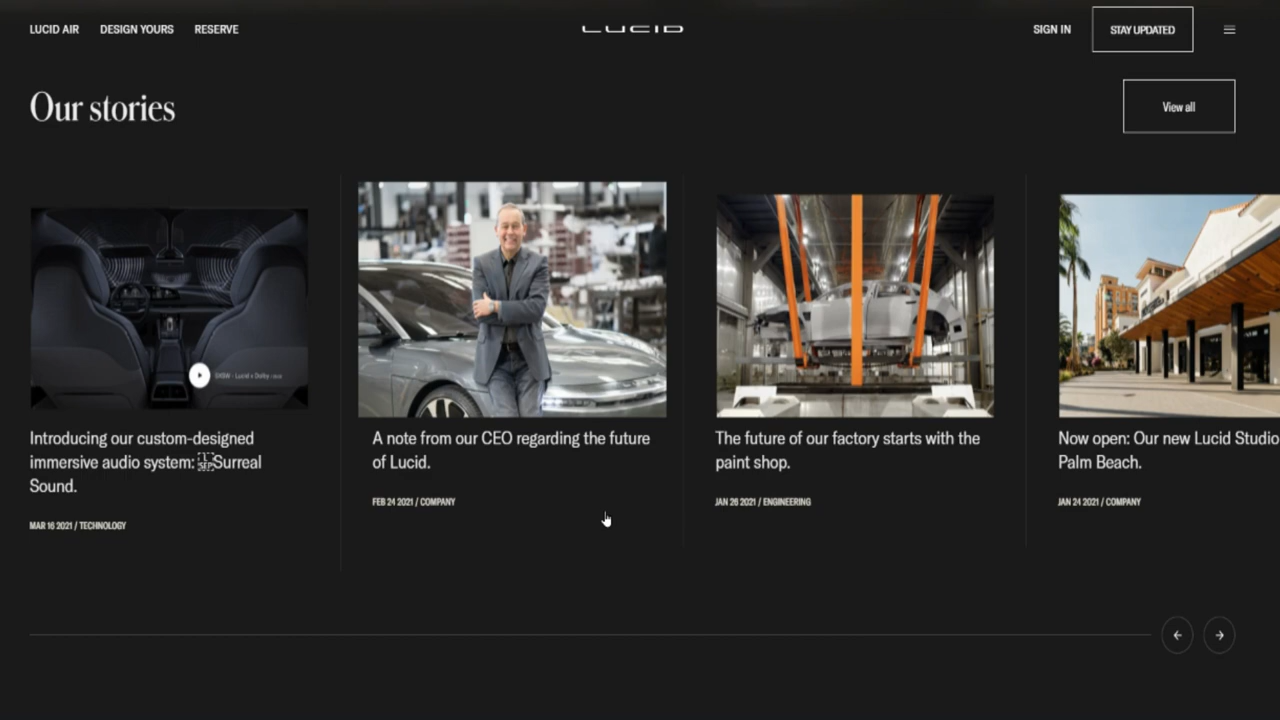 LUCID AIR DESIGN YOURS RESERVE LUCID SIGN IN STAY UPDATED
Our stories
View all
Introducing our custom-designed
immersive audio system: Surreal
Sound.
MAR 16 2021 / TECHNOLOGY
A note from our CEO regarding the future
of Lucid.
FEB 24 2021 / COMPANY
The future of our factory starts with the
paint shop.
JAN 26 2021 / ENGINEERING
Now open: Our new Lucid Studio
Palm Beach.
JAN 24 2021 / COMPANY